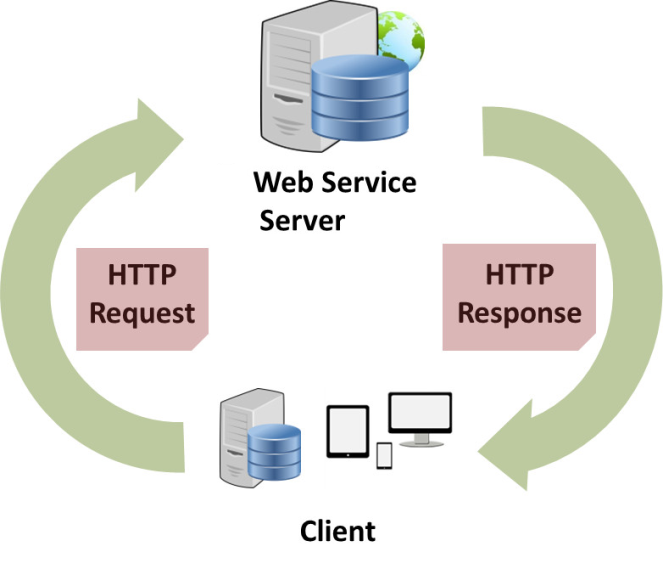 Web Service
Server
HTTP
Request
HTTP
Response
Client